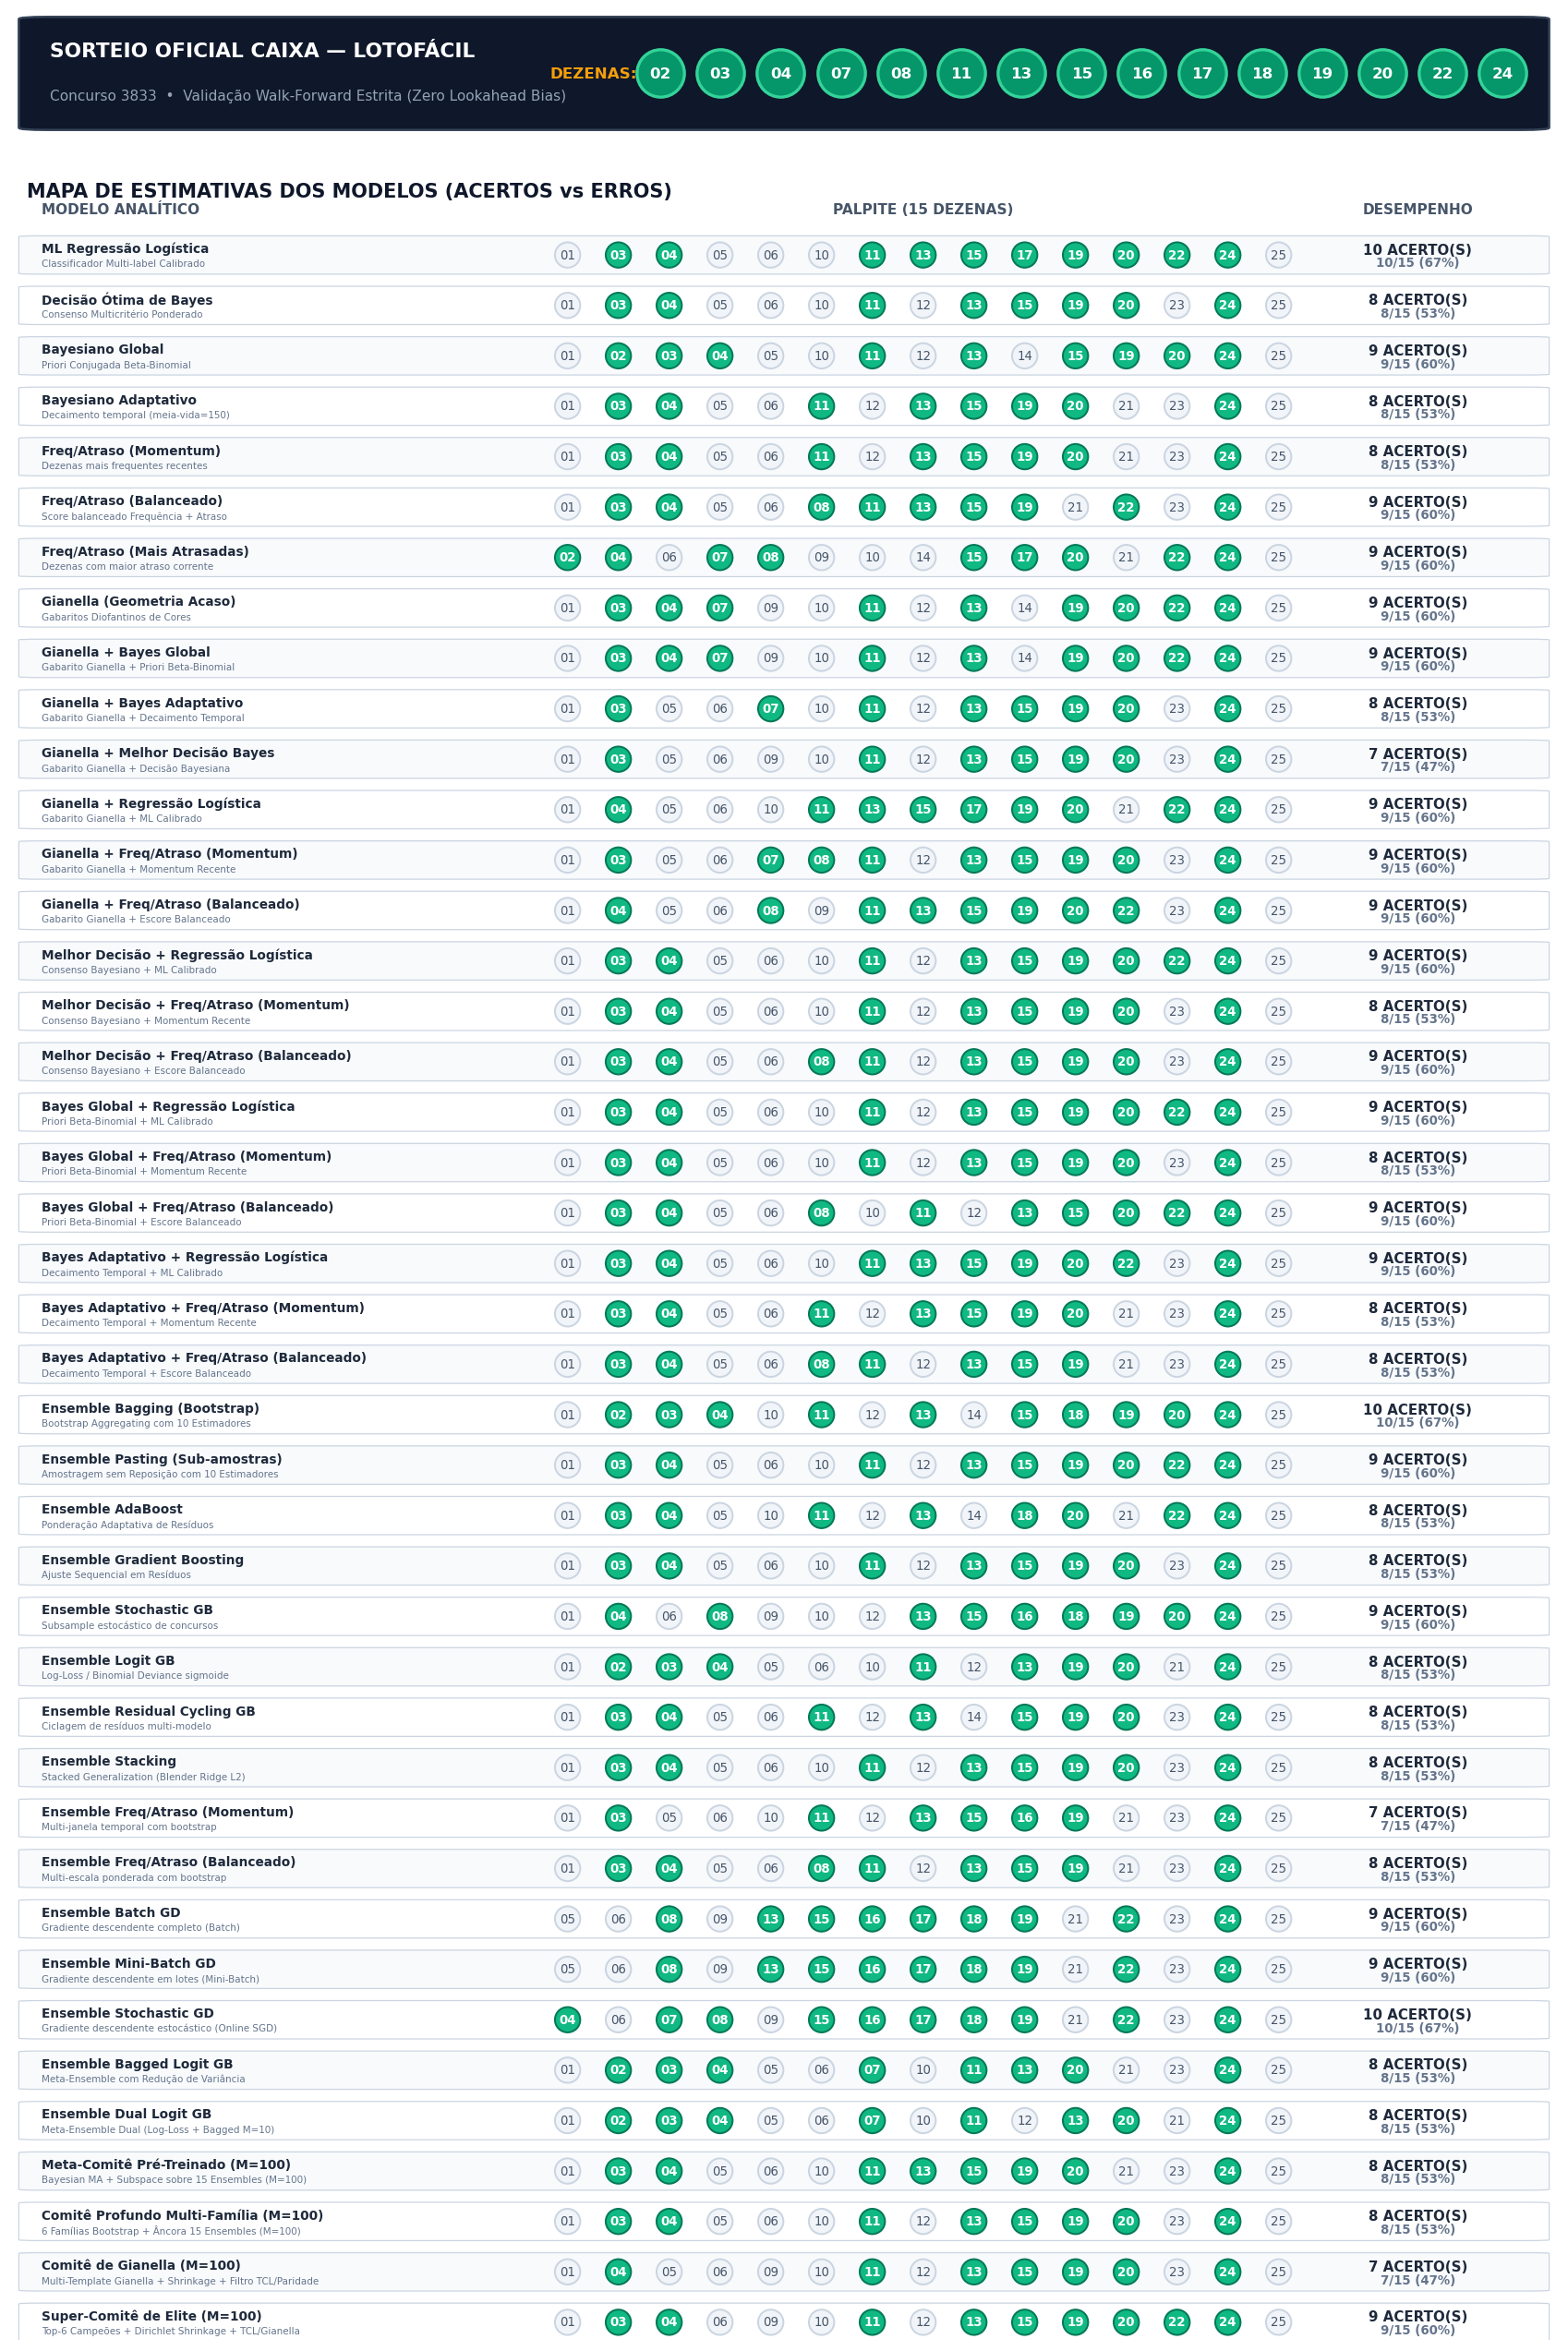 SORTEIO OFICIAL CAIXA — LOTOFÁCIL
DEZENAS: 02 03 04 07 08 11 13 15 16 17 18 19 20 22 24
Concurso 3833 • Validação Walk-Forward Estrita (Zero Lookahead Bias)
MAPA DE ESTIMATIVAS DOS MODELOS (ACERTOS vs ERROS)
MODELO ANALÍTICO PALPITE (15 DEZENAS) DESEMPENHO
ML Regressão Logística
Classificador Multi-label Calibrado
01 03 04 05 06 10 11 13 15 17 19 20 22 24 25
10 ACERTO(S)
10/15 (67%)
Decisão Ótima de Bayes
Consenso Multicritério Ponderado
01 03 04 05 06 10 11 12 13 15 19 20 23 24 25
8 ACERTO(S)
8/15 (53%)
Bayesiano Global
Priori Conjugada Beta-Binomial
01 02 03 04 05 10 11 12 13 14 15 19 20 24 25
9 ACERTO(S)
9/15 (60%)
Bayesiano Adaptativo
Decaimento temporal (meia-vida=150)
01 03 04 05 06 11 12 13 15 19 20 21 23 24 25
8 ACERTO(S)
8/15 (53%)
Freq/Atraso (Momentum)
Dezenas mais frequentes recentes
01 03 04 05 06 11 12 13 15 19 20 21 23 24 25
8 ACERTO(S)
8/15 (53%)
Freq/Atraso (Balanceado)
Score balanceado Frequência + Atraso
01 03 04 05 06 08 11 13 15 19 21 22 23 24 25
9 ACERTO(S)
9/15 (60%)
Freq/Atraso (Mais Atrasadas)
Dezenas com maior atraso corrente
02 04 06 07 08 09 10 14 15 17 20 21 22 24 25
9 ACERTO(S)
9/15 (60%)
Gianella (Geometria Acaso)
Gabaritos Diofantinos de Cores
01 03 04 07 09 10 11 12 13 14 19 20 22 24 25
9 ACERTO(S)
9/15 (60%)
Gianella + Bayes Global
Gabarito Gianella + Priori Beta-Binomial
01 03 04 07 09 10 11 12 13 14 19 20 22 24 25
9 ACERTO(S)
9/15 (60%)
Gianella + Bayes Adaptativo
Gabarito Gianella + Decaimento Temporal
01 03 05 06 07 10 11 12 13 15 19 20 23 24 25
8 ACERTO(S)
8/15 (53%)
Gianella + Melhor Decisão Bayes
Gabarito Gianella + Decisão Bayesiana
01 03 05 06 09 10 11 12 13 15 19 20 23 24 25
7 ACERTO(S)
7/15 (47%)
Gianella + Regressão Logística
Gabarito Gianella + ML Calibrado
01 04 05 06 10 11 13 15 17 19 20 21 22 24 25
9 ACERTO(S)
9/15 (60%)
Gianella + Freq/Atraso (Momentum)
Gabarito Gianella + Momentum Recente
01 03 05 06 07 08 11 12 13 15 19 20 23 24 25
9 ACERTO(S)
9/15 (60%)
Gianella + Freq/Atraso (Balanceado)
Gabarito Gianella + Escore Balanceado
01 04 05 06 08 09 11 13 15 19 20 22 23 24 25
9 ACERTO(S)
9/15 (60%)
Melhor Decisão + Regressão Logística
Consenso Bayesiano + ML Calibrado
01 03 04 05 06 10 11 12 13 15 19 20 22 24 25
9 ACERTO(S)
9/15 (60%)
Melhor Decisão + Freq/Atraso (Momentum)
Consenso Bayesiano + Momentum Recente
01 03 04 05 06 10 11 12 13 15 19 20 23 24 25
8 ACERTO(S)
8/15 (53%)
Melhor Decisão + Freq/Atraso (Balanceado)
Consenso Bayesiano + Escore Balanceado
01 03 04 05 06 08 11 12 13 15 19 20 23 24 25
9 ACERTO(S)
9/15 (60%)
Bayes Global + Regressão Logística
Priori Beta-Binomial + ML Calibrado
01 03 04 05 06 10 11 12 13 15 19 20 22 24 25
9 ACERTO(S)
9/15 (60%)
Bayes Global + Freq/Atraso (Momentum)
Priori Beta-Binomial + Momentum Recente
01 03 04 05 06 10 11 12 13 15 19 20 23 24 25
8 ACERTO(S)
8/15 (53%)
Bayes Global + Freq/Atraso (Balanceado)
Priori Beta-Binomial + Escore Balanceado
01 03 04 05 06 08 10 11 12 13 15 20 22 24 25
9 ACERTO(S)
9/15 (60%)
Bayes Adaptativo + Regressão Logística
Decaimento Temporal + ML Calibrado
01 03 04 05 06 10 11 13 15 19 20 22 23 24 25
9 ACERTO(S)
9/15 (60%)
Bayes Adaptativo + Freq/Atraso (Momentum)
Decaimento Temporal + Momentum Recente
01 03 04 05 06 11 12 13 15 19 20 21 23 24 25
8 ACERTO(S)
8/15 (53%)
Bayes Adaptativo + Freq/Atraso (Balanceado)
Decaimento Temporal + Escore Balanceado
01 03 04 05 06 08 11 12 13 15 19 21 23 24 25
8 ACERTO(S)
8/15 (53%)
Ensemble Bagging (Bootstrap)
Bootstrap Aggregating com 10 Estimadores
01 02 03 04 10 11 12 13 14 15 18 19 20 24 25
10 ACERTO(S)
10/15 (67%)
Ensemble Pasting (Sub-amostras)
Amostragem sem Reposição com 10 Estimadores
01 03 04 05 06 10 11 12 13 15 19 20 22 24 25
9 ACERTO(S)
9/15 (60%)
Ensemble AdaBoost
Ponderação Adaptativa de Resíduos
01 03 04 05 10 11 12 13 14 18 20 21 22 24 25
8 ACERTO(S)
8/15 (53%)
Ensemble Gradient Boosting
Ajuste Sequencial em Resíduos
01 03 04 05 06 10 11 12 13 15 19 20 23 24 25
8 ACERTO(S)
8/15 (53%)
Ensemble Stochastic GB
Subsample estocástico de concursos
01 04 06 08 09 10 12 13 15 16 18 19 20 24 25
9 ACERTO(S)
9/15 (60%)
Ensemble Logit GB
Log-Loss / Binomial Deviance sigmoide
01 02 03 04 05 06 10 11 12 13 19 20 21 24 25
8 ACERTO(S)
8/15 (53%)
Ensemble Residual Cycling GB
Ciclagem de resíduos multi-modelo
01 03 04 05 06 11 12 13 14 15 19 20 23 24 25
8 ACERTO(S)
8/15 (53%)
Ensemble Stacking
Stacked Generalization (Blender Ridge L2)
01 03 04 05 06 10 11 12 13 15 19 20 23 24 25
8 ACERTO(S)
8/15 (53%)
Ensemble Freq/Atraso (Momentum)
Multi-janela temporal com bootstrap
01 03 05 06 10 11 12 13 15 16 19 21 23 24 25
7 ACERTO(S)
7/15 (47%)
Ensemble Freq/Atraso (Balanceado)
Multi-escala ponderada com bootstrap
01 03 04 05 06 08 11 12 13 15 19 21 23 24 25
8 ACERTO(S)
8/15 (53%)
Ensemble Batch GD
Gradiente descendente completo (Batch)
05 06 08 09 13 15 16 17 18 19 21 22 23 24 25
9 ACERTO(S)
9/15 (60%)
Ensemble Mini-Batch GD
Gradiente descendente em lotes (Mini-Batch)
05 06 08 09 13 15 16 17 18 19 21 22 23 24 25
9 ACERTO(S)
9/15 (60%)
Ensemble Stochastic GD
Gradiente descendente estocástico (Online SGD)
04 06 07 08 09 15 16 17 18 19 21 22 23 24 25
10 ACERTO(S)
10/15 (67%)
Ensemble Bagged Logit GB
Meta-Ensemble com Redução de Variância
01 02 03 04 05 06 07 10 11 13 20 21 23 24 25
8 ACERTO(S)
8/15 (53%)
Ensemble Dual Logit GB
Meta-Ensemble Dual (Log-Loss + Bagged M=10)
01 02 03 04 05 06 07 10 11 12 13 20 21 24 25
8 ACERTO(S)
8/15 (53%)
Meta-Comitê Pré-Treinado (M=100)
Bayesian MA + Subspace sobre 15 Ensembles (M=100)
01 03 04 05 06 10 11 13 15 19 20 21 23 24 25
8 ACERTO(S)
8/15 (53%)
Comitê Profundo Multi-Família (M=100)
6 Famílias Bootstrap + Âncora 15 Ensembles (M=100)
01 03 04 05 06 10 11 12 13 15 19 20 23 24 25
8 ACERTO(S)
8/15 (53%)
Comitê de Gianella (M=100)
Multi-Template Gianella + Shrinkage + Filtro TCL/Paridade
01 04 05 06 09 10 11 12 13 15 19 20 23 24 25
7 ACERTO(S)
7/15 (47%)
Super-Comitê de Elite (M=100)
Top-6 Campeões + Dirichlet Shrinkage + TCL/Gianella
01 03 04 06 09 10 11 12 13 15 19 20 22 24 25
9 ACERTO(S)
9/15 (60%)